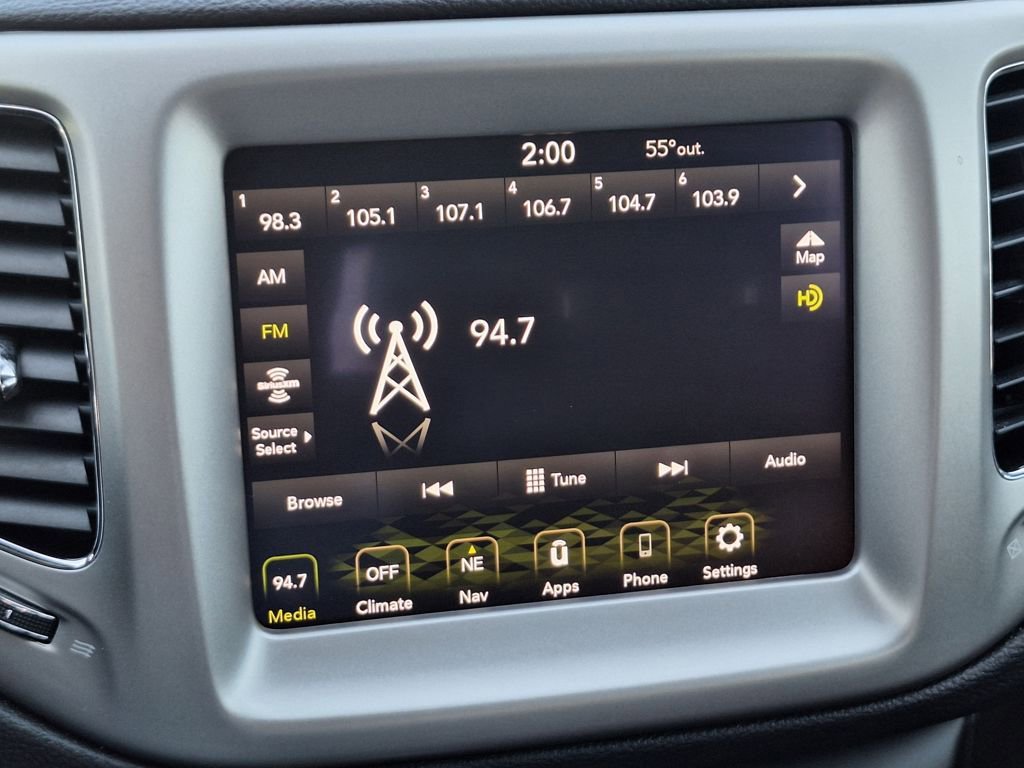 2:00 55°out.
1 98.3 2 105.1 3 107.1 4 106.7 5 104.7 6 103.9
AM
Map
FM
94.7
HD
SiriusXM
Source
Select
Browse Tune Audio
94.7 OFF NE
Media Climate Nav Apps Phone Settings